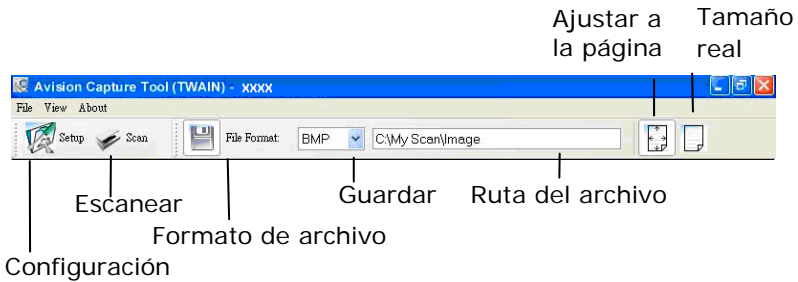 Ajustar a
la página
Tamaño
real
Avision Capture Tool (TWAIN) - xxxx
File View About
Setup Scan File Format: BMP C:\My Scan\Image
Guardar Ruta del archivo
Escanear
Formato de archivo
Configuración